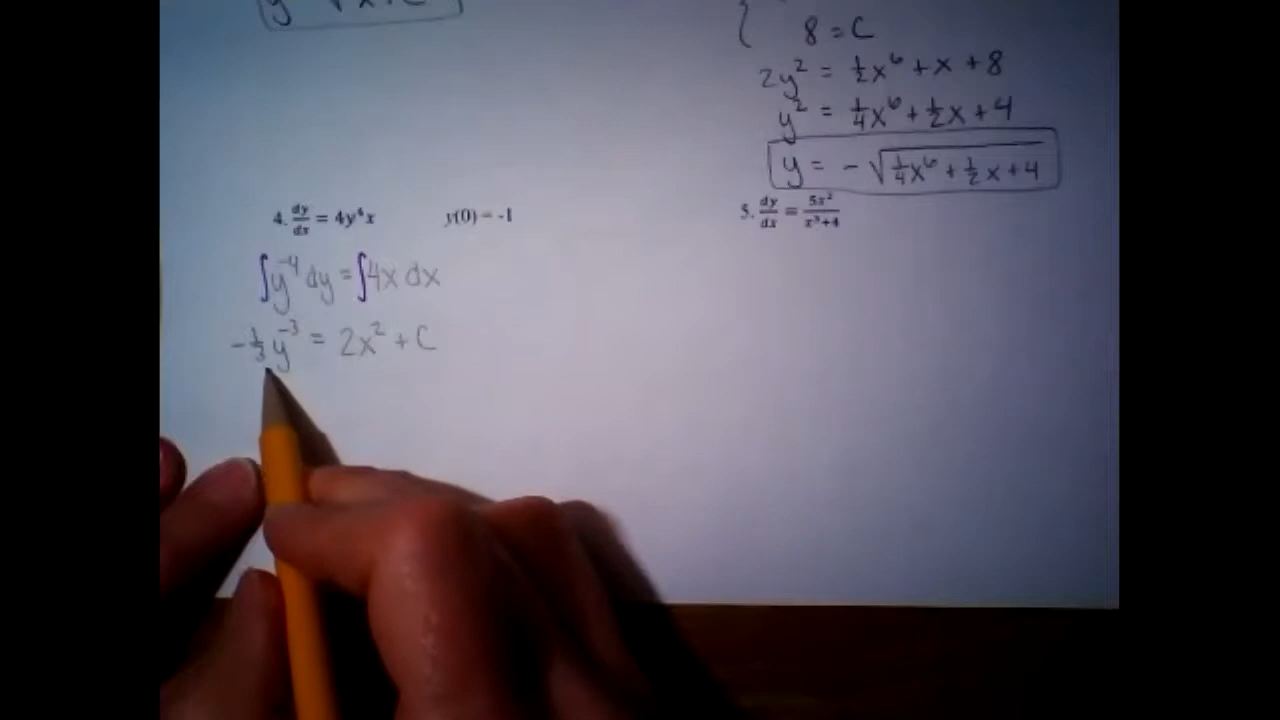 8 = C
2y² = ½x⁶ + x + 8
y² = ¼x⁶ + ½x + 4
y = -√(¼x⁶ + ½x + 4)
4. dy/dx = 4y⁴x y(0) = -1
∫y⁻⁴ dy = ∫4x dx
-⅓y⁻³ = 2x² + C
5. dy/dx = 5x²/x³+4